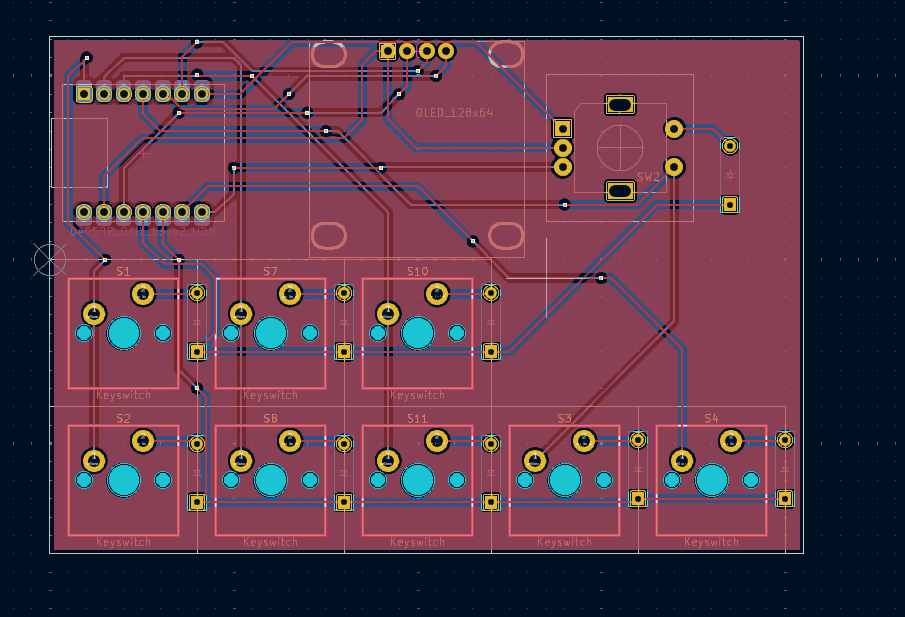 OLED_128x64
SW2
S1
S7
S10
Keyswitch
Keyswitch
Keyswitch
S2
S8
S11
S3
S4
Keyswitch
Keyswitch
Keyswitch
Keyswitch
Keyswitch